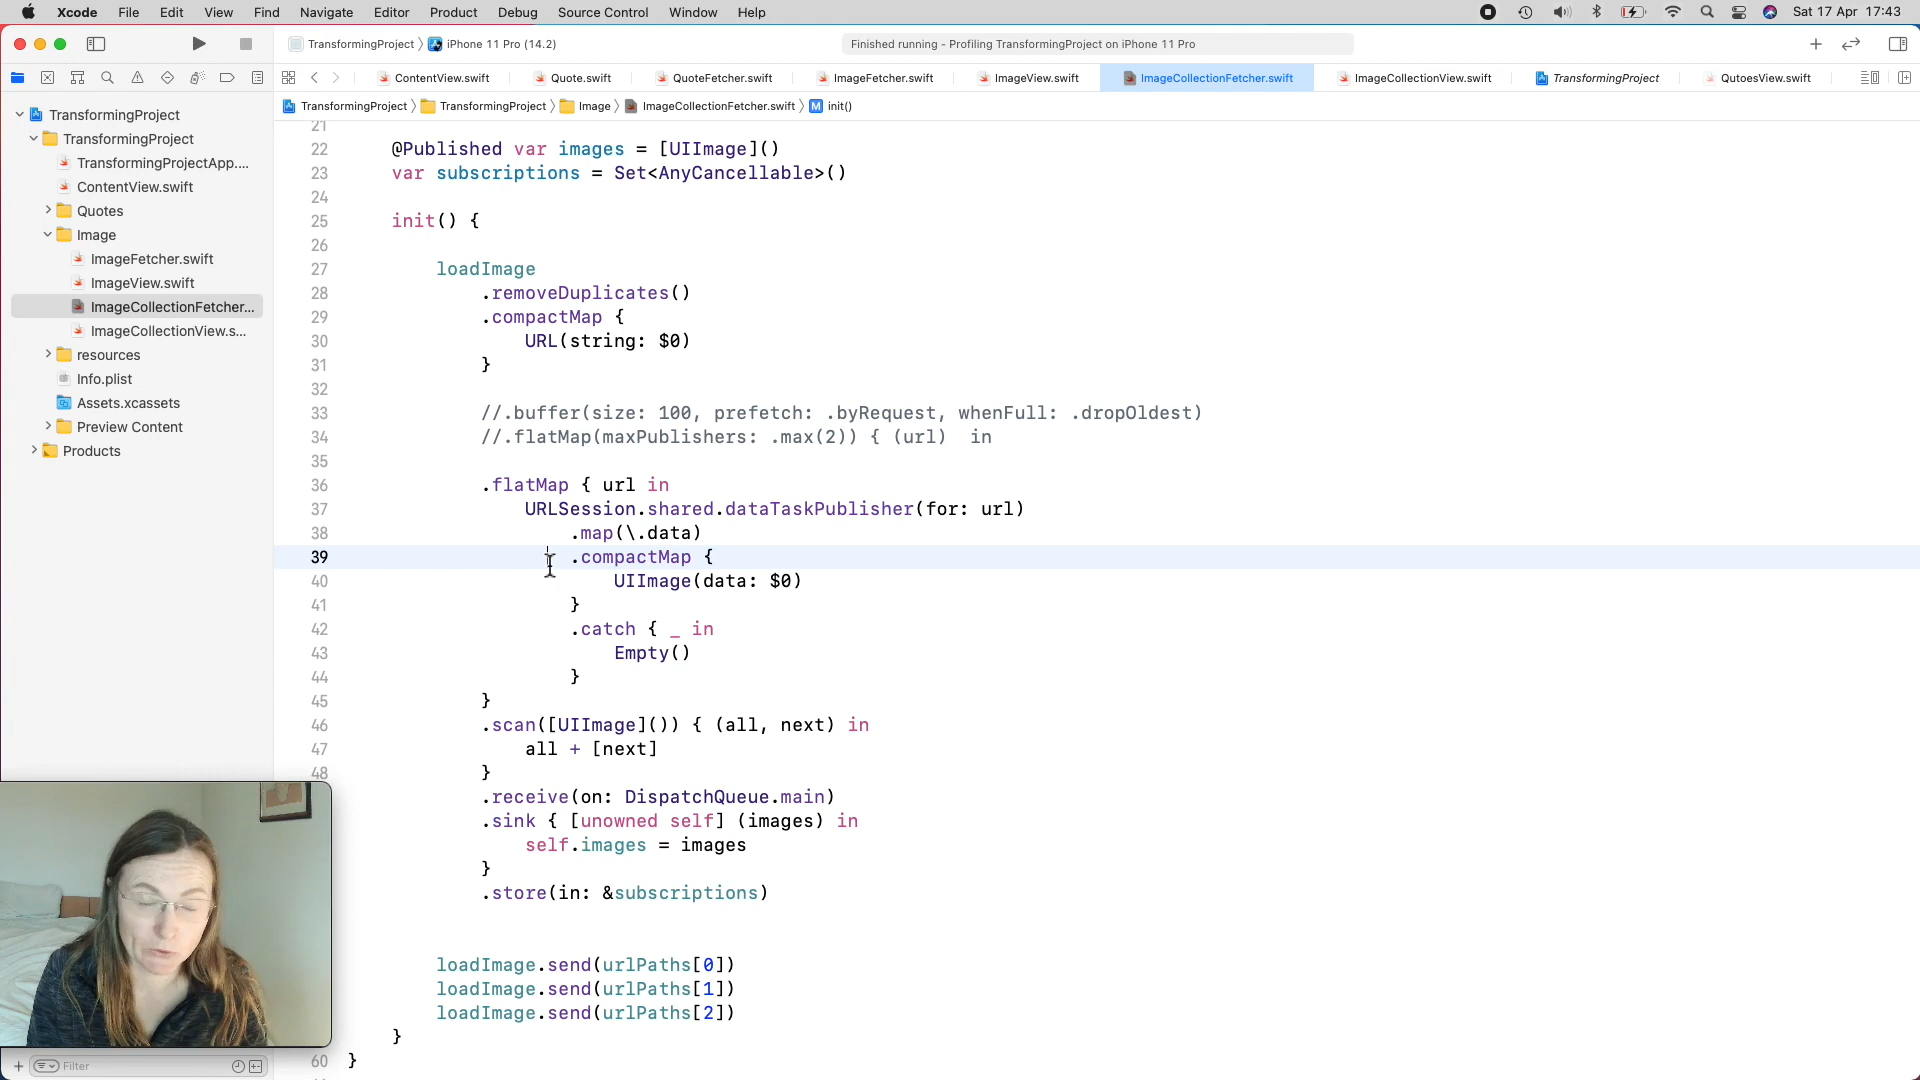 Xcode File Edit View Find Navigate Editor Product Debug Source Control Window Help Sat 17 Apr 17:43
TransformingProject iPhone 11 Pro (14.2) Finished running - Profiling TransformingProject on iPhone 11 Pro
ContentView.swift Quote.swift QuoteFetcher.swift ImageFetcher.swift ImageView.swift ImageCollectionFetcher.swift ImageCollectionView.swift TransformingProject QutoesView.swift
TransformingProject TransformingProject Image ImageCollectionFetcher.swift M init()
TransformingProject
TransformingProject
TransformingProjectApp....
ContentView.swift
Quotes
Image
ImageFetcher.swift
ImageView.swift
ImageCollectionFetcher...
ImageCollectionView.s...
resources
Info.plist
Assets.xcassets
Preview Content
Products
Filter
21
22 @Published var images = [UIImage]()
23 var subscriptions = Set<AnyCancellable>()
24
25 init() {
26
27 loadImage
28 .removeDuplicates()
29 .compactMap {
30 URL(string: $0)
31 }
32
33 //.buffer(size: 100, prefetch: .byRequest, whenFull: .dropOldest)
34 //.flatMap(maxPublishers: .max(2)) { (url) in
35
36 .flatMap { url in
37 URLSession.shared.dataTaskPublisher(for: url)
38 .map(\.data)
39 .compactMap {
40 UIImage(data: $0)
41 }
42 .catch { _ in
43 Empty()
44 }
45 }
46 .scan([UIImage]()) { (all, next) in
47 all + [next]
48 }
.receive(on: DispatchQueue.main)
.sink { [unowned self] (images) in
self.images = images
}
.store(in: &subscriptions)
loadImage.send(urlPaths[0])
loadImage.send(urlPaths[1])
loadImage.send(urlPaths[2])
}
60 }